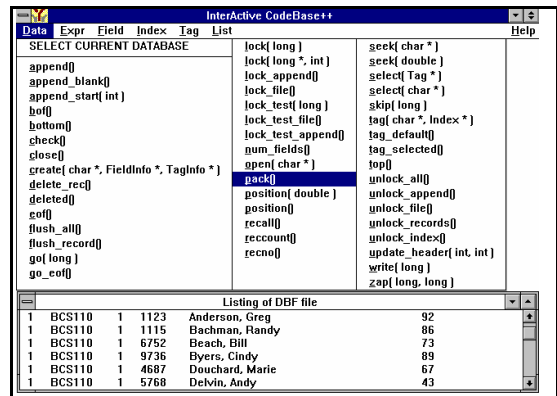 InterActive CodeBase++
Data Expr Field Index Tag List Help
SELECT CURRENT DATABASE
append()
append_blank()
append_start( int )
bof()
bottom()
check()
close()
create( char *, FieldInfo *, TagInfo * )
delete_rec()
deleted()
eof()
flush_all()
flush_record()
go( long )
go_eof()
lock( long )
lock( long *, int )
lock_append()
lock_file()
lock_test( long )
lock_test_file()
lock_test_append()
num_fields()
open( char * )
pack()
position( double )
position()
recall()
reccount()
recno()
seek( char * )
seek( double )
select( Tag * )
select( char * )
skip( long )
tag( char *, Index * )
tag_default()
tag_selected()
top()
unlock_all()
unlock_append()
unlock_file()
unlock_records()
unlock_index()
update_header( int, int )
write( long )
zap( long, long )
Listing of DBF file
1 BCS110 1 1123 Anderson, Greg 92
1 BCS110 1 1115 Bachman, Randy 86
1 BCS110 1 6752 Beach, Bill 73
1 BCS110 1 9736 Byers, Cindy 89
1 BCS110 1 4687 Douchard, Marie 67
1 BCS110 1 5768 Delvin, Andy 43